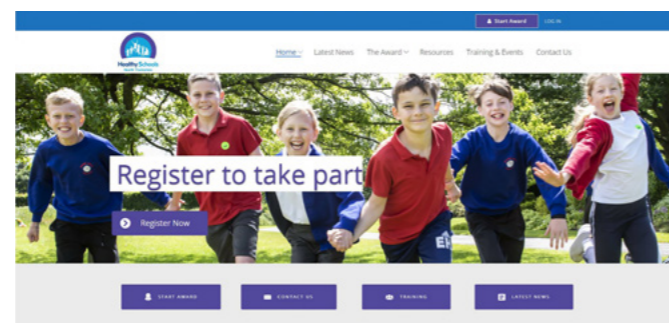 Start Award LOG IN
Healthy Schools
Home Latest News The Award Resources Training & Events Contact Us
Register to take part
Register Now
START AWARD CONTACT US TRAINING LATEST NEWS